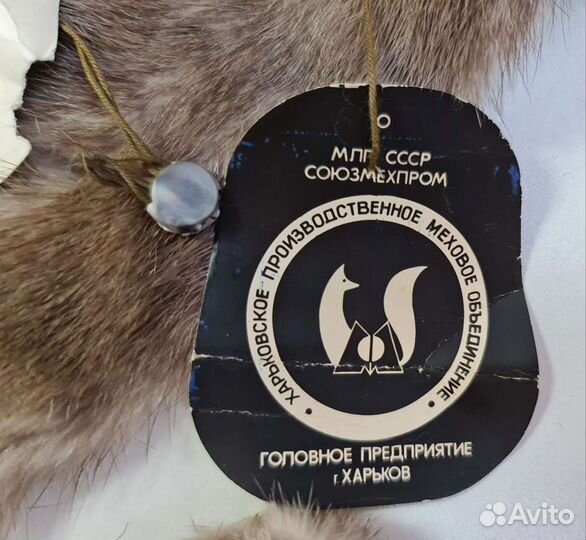 МЛП СССР
СОЮЗМЕХПРОМ
ХАРЬКОВСКОЕ ПРОИЗВОДСТВЕННОЕ МЕХОВОЕ ОБЪЕДИНЕНИЕ
ГОЛОВНОЕ ПРЕДПРИЯТИЕ
г. ХАРЬКОВ
Avito